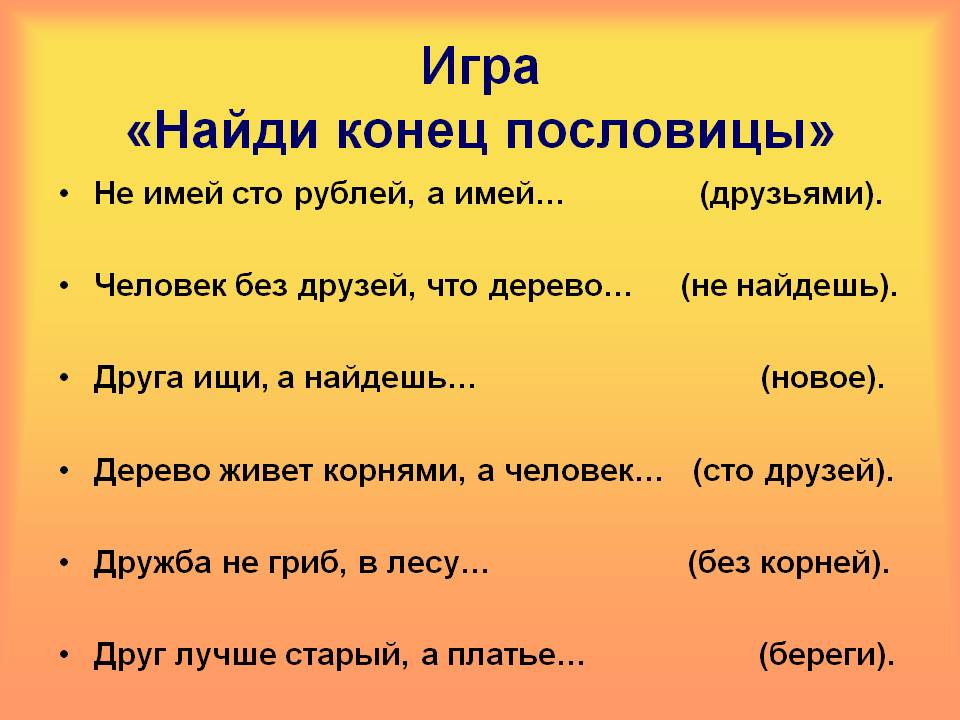 Игра
«Найди конец пословицы»
• Не имей сто рублей, а имей… (друзьями).
• Человек без друзей, что дерево… (не найдешь).
• Друга ищи, а найдешь… (новое).
• Дерево живет корнями, а человек… (сто друзей).
• Дружба не гриб, в лесу… (без корней).
• Друг лучше старый, а платье… (береги).